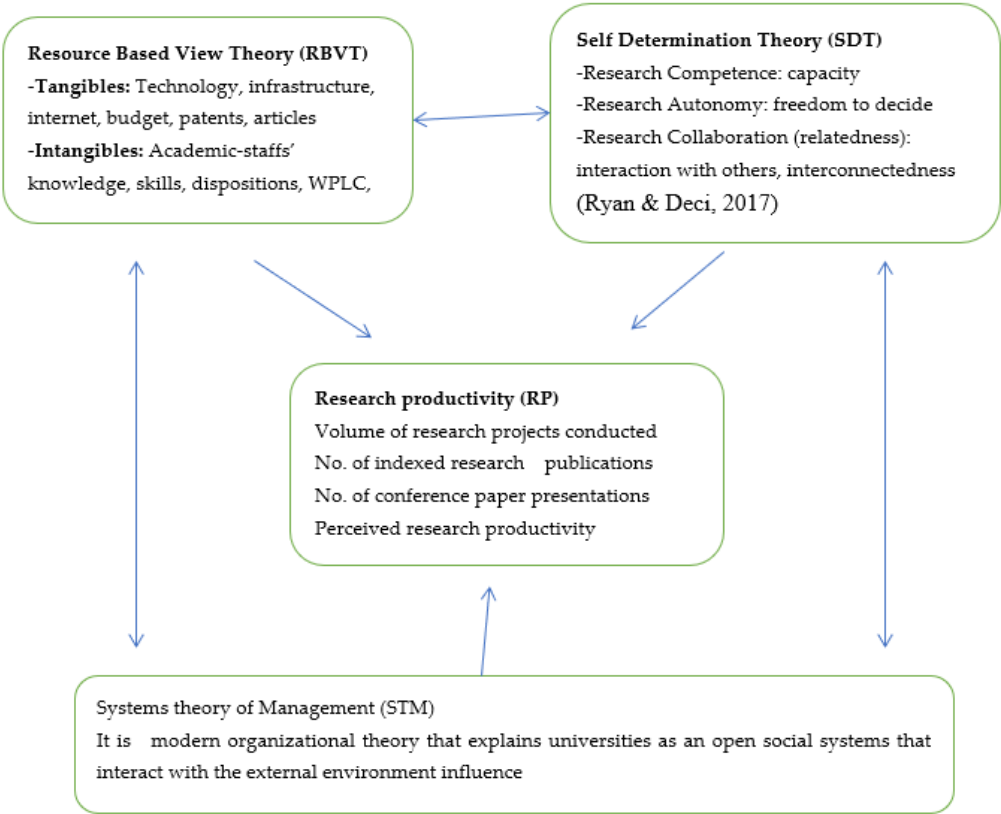 Resource Based View Theory (RBVT)
-Tangibles: Technology, infrastructure,
internet, budget, patents, articles
-Intangibles: Academic-staffs'
knowledge, skills, dispositions, WPLC,
Self Determination Theory (SDT)
-Research Competence: capacity
-Research Autonomy: freedom to decide
-Research Collaboration (relatedness):
interaction with others, interconnectedness
(Ryan & Deci, 2017)
Research productivity (RP)
Volume of research projects conducted
No. of indexed research publications
No. of conference paper presentations
Perceived research productivity
Systems theory of Management (STM)
It is modern organizational theory that explains universities as an open social systems that
interact with the external environment influence